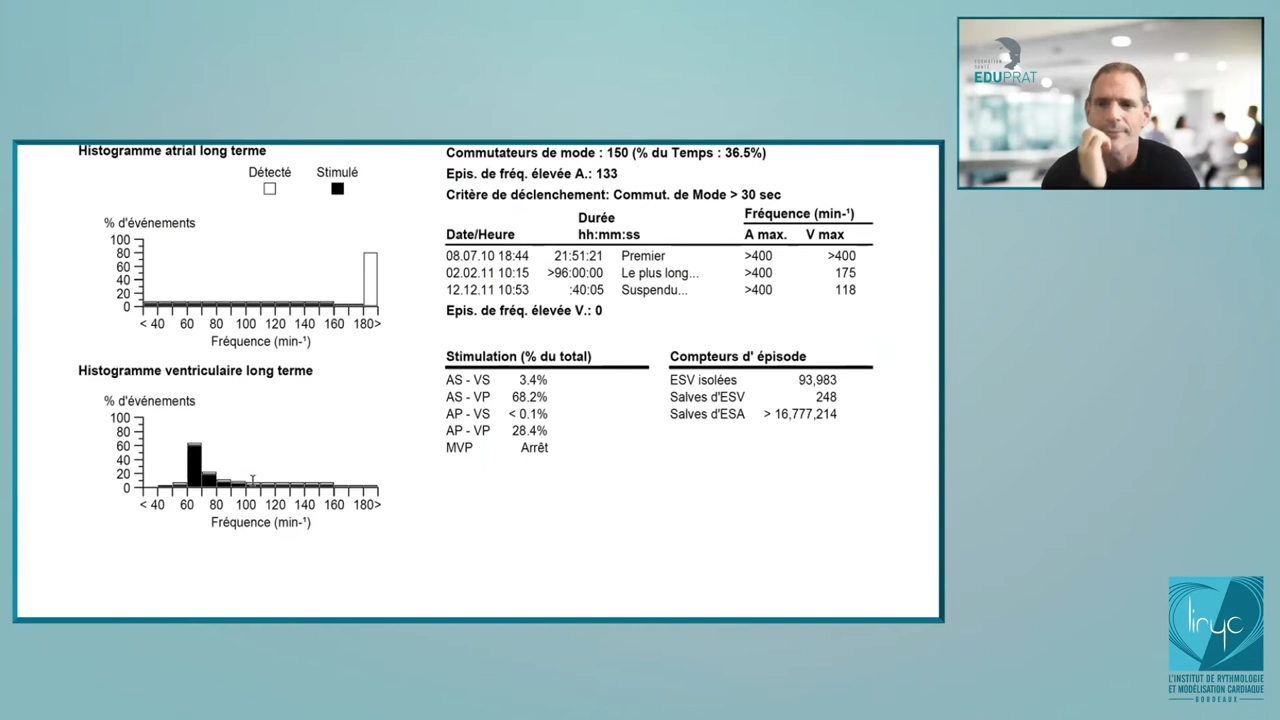 FORMATION
SANTÉ
EDUPRAT
Histogramme atrial long terme
Détecté
Stimulé
% d'événements
100
80
60
40
20
0
< 40 60 80 100 120 140 160 180>
Fréquence (min-¹)
Histogramme ventriculaire long terme
% d'événements
100
80
60
40
20
0
< 40 60 80 100 120 140 160 180>
Fréquence (min-¹)
Commutateurs de mode : 150 (% du Temps : 36.5%)
Epis. de fréq. élevée A.: 133
Critère de déclenchement: Commut. de Mode > 30 sec
Durée Fréquence (min-¹)
Date/Heure hh:mm:ss A max. V max
08.07.10 18:44 21:51:21 Premier >400 >400
02.02.11 10:15 >96:00:00 Le plus long... >400 175
12.12.11 10:53 :40:05 Suspendu... >400 118
Epis. de fréq. élevée V.: 0
Stimulation (% du total)
AS - VS 3.4%
AS - VP 68.2%
AP - VS < 0.1%
AP - VP 28.4%
MVP Arrêt
Compteurs d' épisode
ESV isolées 93,983
Salves d'ESV 248
Salves d'ESA > 16,777,214
liryc
L'INSTITUT DE RYTHMOLOGIE
ET MODÉLISATION CARDIAQUE
BORDEAUX